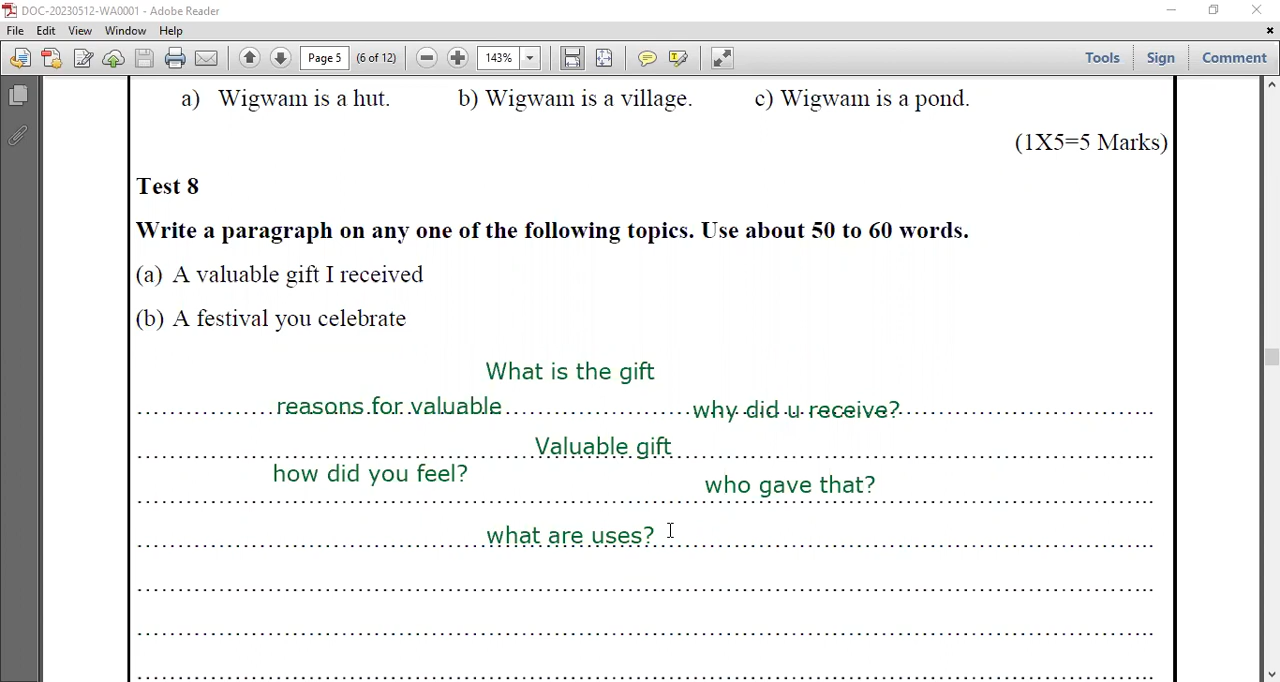 DOC-20230512-WA0001 - Adobe Reader
File Edit View Window Help
Page 5 (6 of 12) 143% Tools Sign Comment
a) Wigwam is a hut. b) Wigwam is a village. c) Wigwam is a pond.
(1X5=5 Marks)
Test 8
Write a paragraph on any one of the following topics. Use about 50 to 60 words.
(a) A valuable gift I received
(b) A festival you celebrate
What is the gift
reasons for valuable
why did u receive?
Valuable gift
how did you feel?
who gave that?
what are uses?